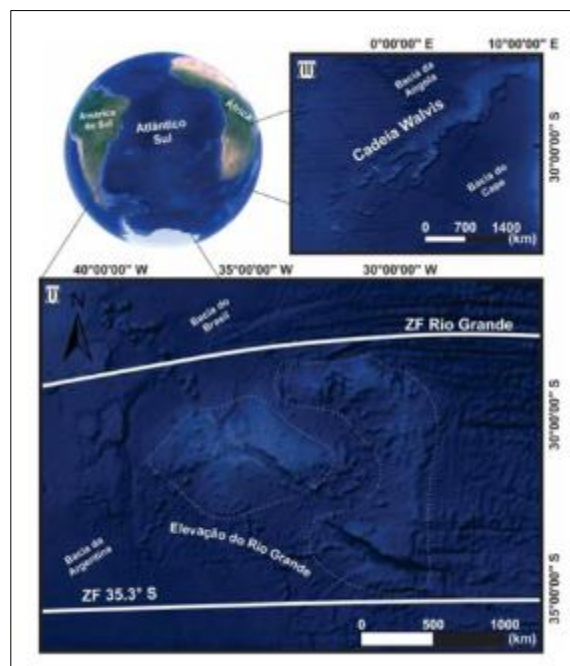 América
do Sul
Atlântico
Sul
África
0°00'00" E
10°00'00" E
30°00'00" S
II
Bacia da
Angola
Cadeia Walvis
Bacia do
Cape
0 700 1400
(km)
40°00'00" W
35°00'00" W
30°00'00" W
I
N
Bacia do
Brasil
ZF Rio Grande
30°00'00" S
Elevação do Rio Grande
Bacia da
Argentina
ZF 35.3° S
35°00'00" S
0 500 1000
(km)